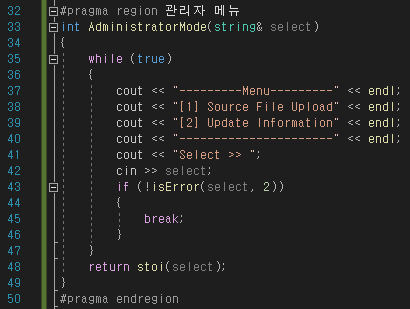 32 #pragma region 관리자 메뉴
33 int AdministratorMode(string& select)
34 {
35 while (true)
36 {
37 cout << "---------Menu---------" << endl;
38 cout << "[1] Source File Upload" << endl;
39 cout << "[2] Update Information" << endl;
40 cout << "----------------------" << endl;
41 cout << "Select >> ";
42 cin >> select;
43 if (!isError(select, 2))
44 {
45 break;
46 }
47 }
48 return stoi(select);
49 }
50 #pragma endregion